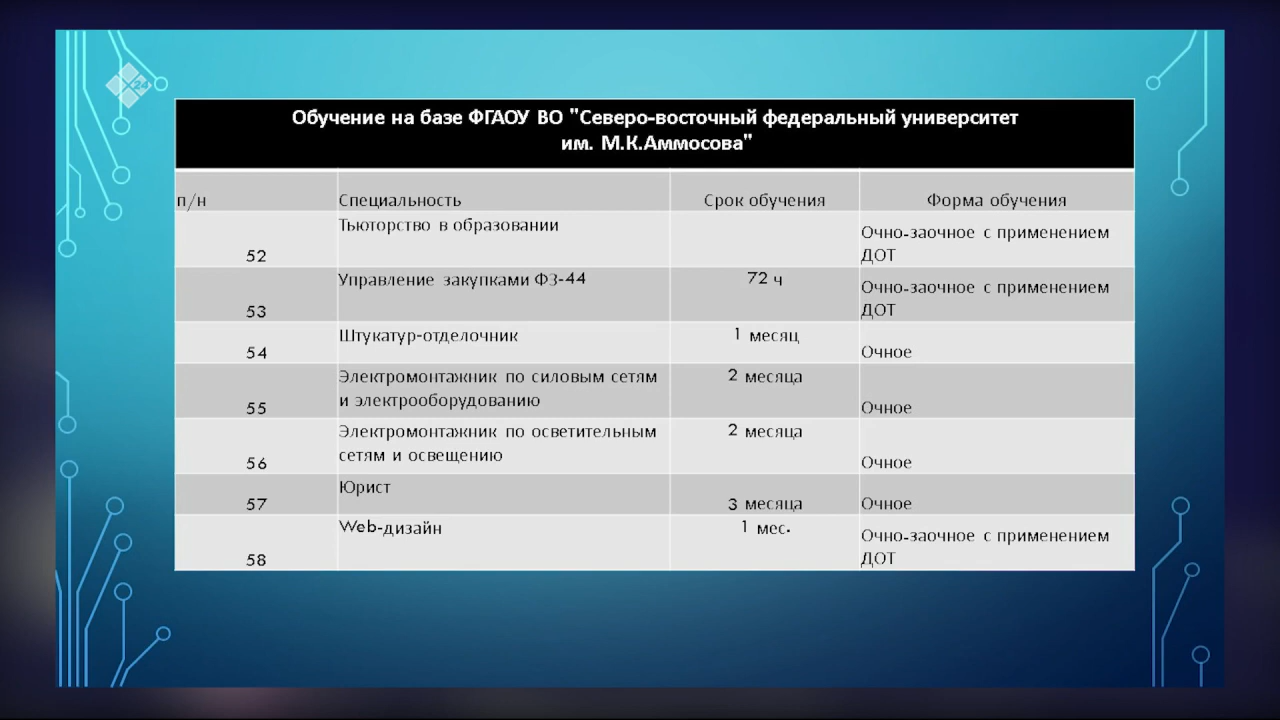 24
Обучение на базе ФГАОУ ВО "Северо-восточный федеральный университет
им. М.К.Аммосова"
п/н Специальность Срок обучения Форма обучения
52 Тьюторство в образовании Очно-заочное с применением
ДОТ
53 Управление закупками ФЗ-44 72 ч Очно-заочное с применением
ДОТ
54 Штукатур-отделочник 1 месяц Очное
55 Электромонтажник по силовым сетям 2 месяца Очное
и электрооборудованию
56 Электромонтажник по осветительным 2 месяца Очное
сетям и освещению
57 Юрист 3 месяца Очное
58 Web-дизайн 1 мес. Очно-заочное с применением
ДОТ